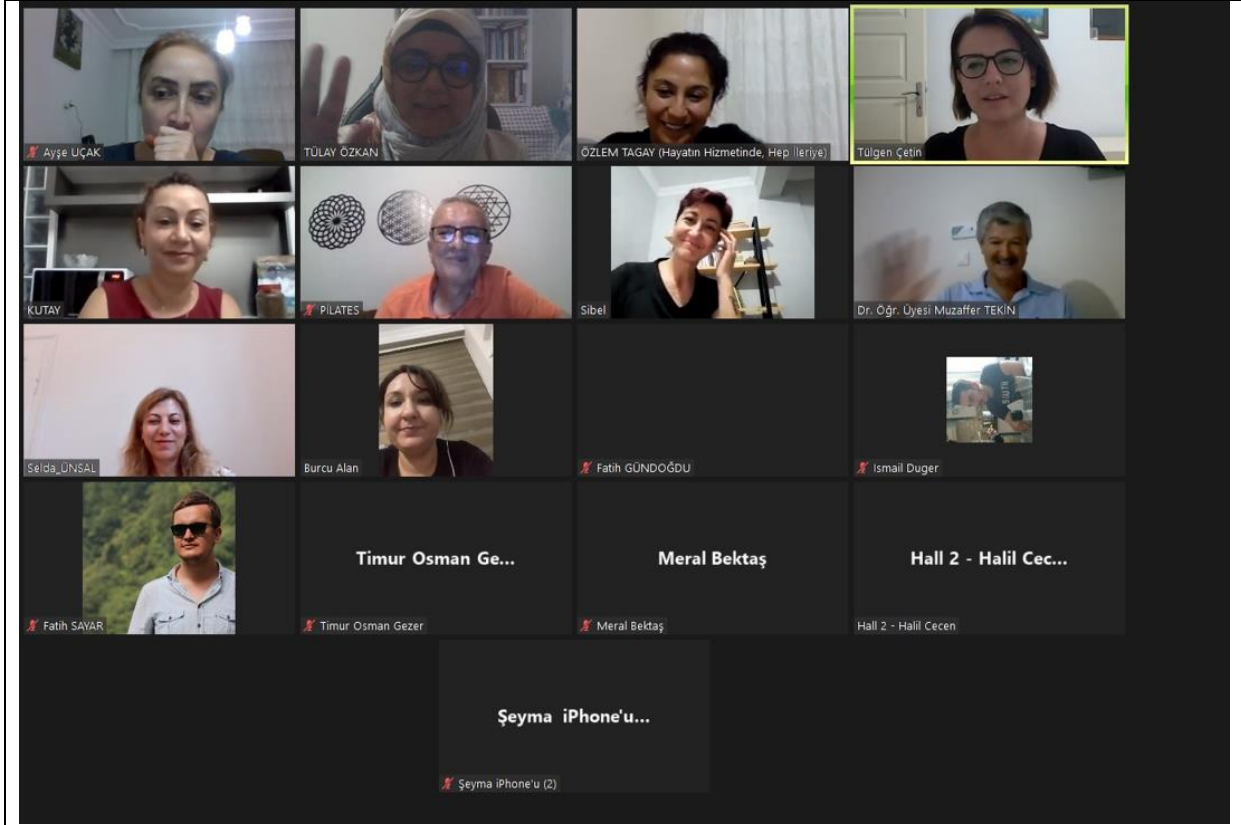 Ayşe UÇAK
TÜLAY ÖZKAN
ÖZLEM TAGAY (Hayatın Hizmetinde, Hep İleriye)
Tülgen Çetin
KUTAY
PiLATES
Sibel
Dr. Öğr. Üyesi Muzaffer TEKİN
Selda_ÜNSAL
Burcu Alan
Fatih GÜNDOĞDU
Ismail Duger
Fatih SAYAR
Timur Osman Ge...
Timur Osman Gezer
Meral Bektaş
Meral Bektaş
Hall 2 - Halil Cec...
Hall 2 - Halil Cecen
Şeyma iPhone'u...
Şeyma iPhone'u (2)